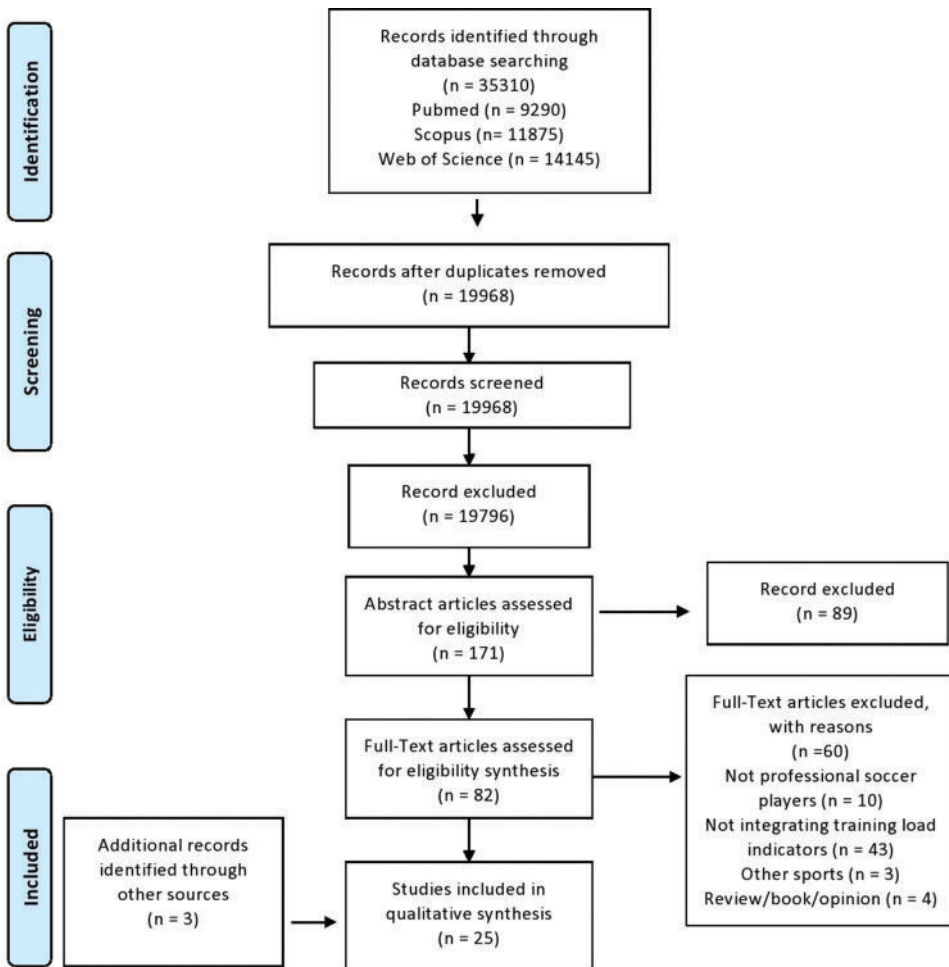 Identification
Records identified through
database searching
(n = 35310)
Pubmed (n = 9290)
Scopus (n= 11875)
Web of Science (n = 14145)
Screening
Records after duplicates removed
(n = 19968)
Records screened
(n = 19968)
Eligibility
Record excluded
(n = 19796)
Abstract articles assessed
for eligibility
(n = 171)
Record excluded
(n = 89)
Full-Text articles assessed
for eligibility synthesis
(n = 82)
Full-Text articles excluded,
with reasons
(n =60)
Not professional soccer
players (n = 10)
Not integrating training load
indicators (n = 43)
Other sports (n = 3)
Review/book/opinion (n = 4)
Included
Additional records
identified through
other sources
(n = 3)
Studies included in
qualitative synthesis
(n = 25)